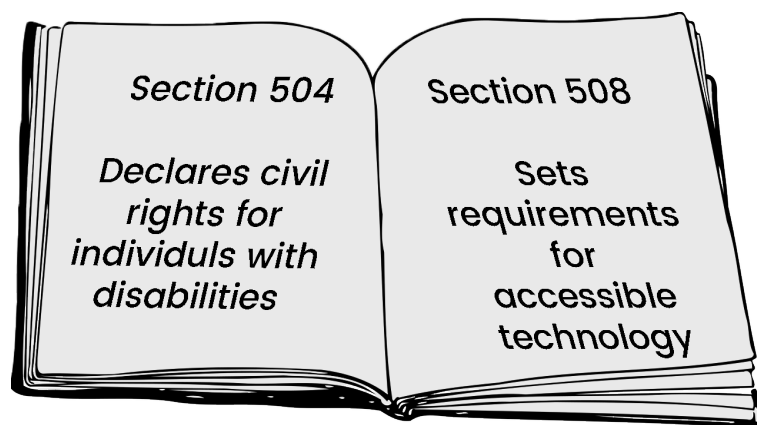 Section 504
Declares civil
rights for
individuls with
disabilities
Section 508
Sets
requirements
for
accessible
technology